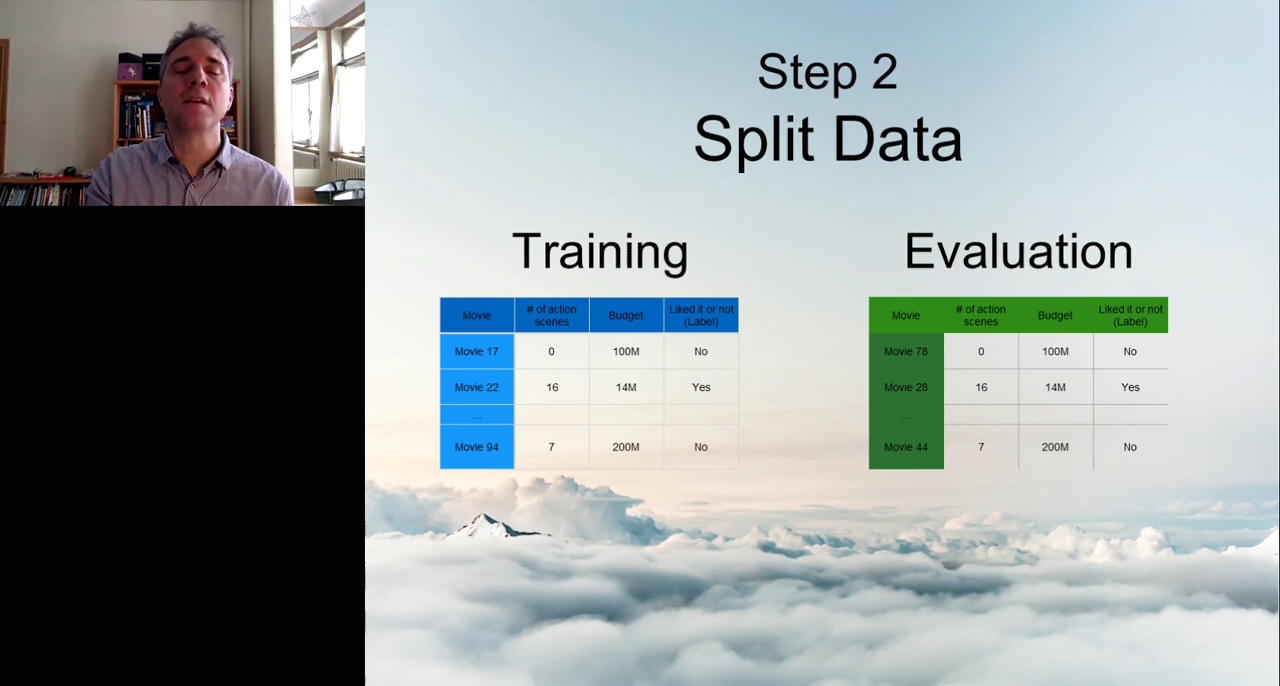 Step 2
Split Data
Training
Movie | # of action scenes | Budget | Liked it or not (Label)
Movie 17 | 0 | 100M | No
Movie 22 | 16 | 14M | Yes
...
Movie 94 | 7 | 200M | No
Evaluation
Movie | # of action scenes | Budget | Liked it or not (Label)
Movie 78 | 0 | 100M | No
Movie 28 | 16 | 14M | Yes
...
Movie 44 | 7 | 200M | No